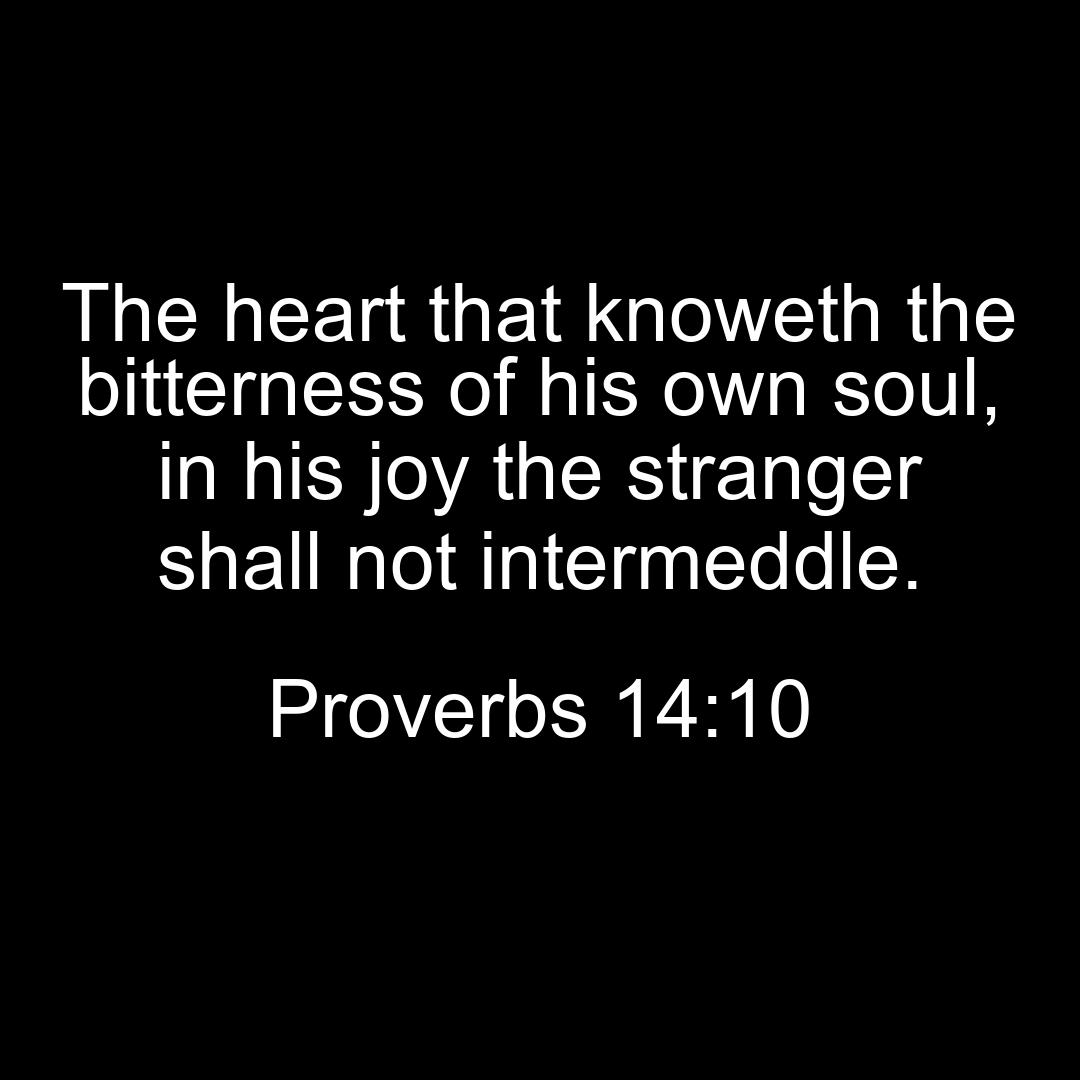 The heart that knoweth the
bitterness of his own soul,
in his joy the stranger
shall not intermeddle.
Proverbs 14:10